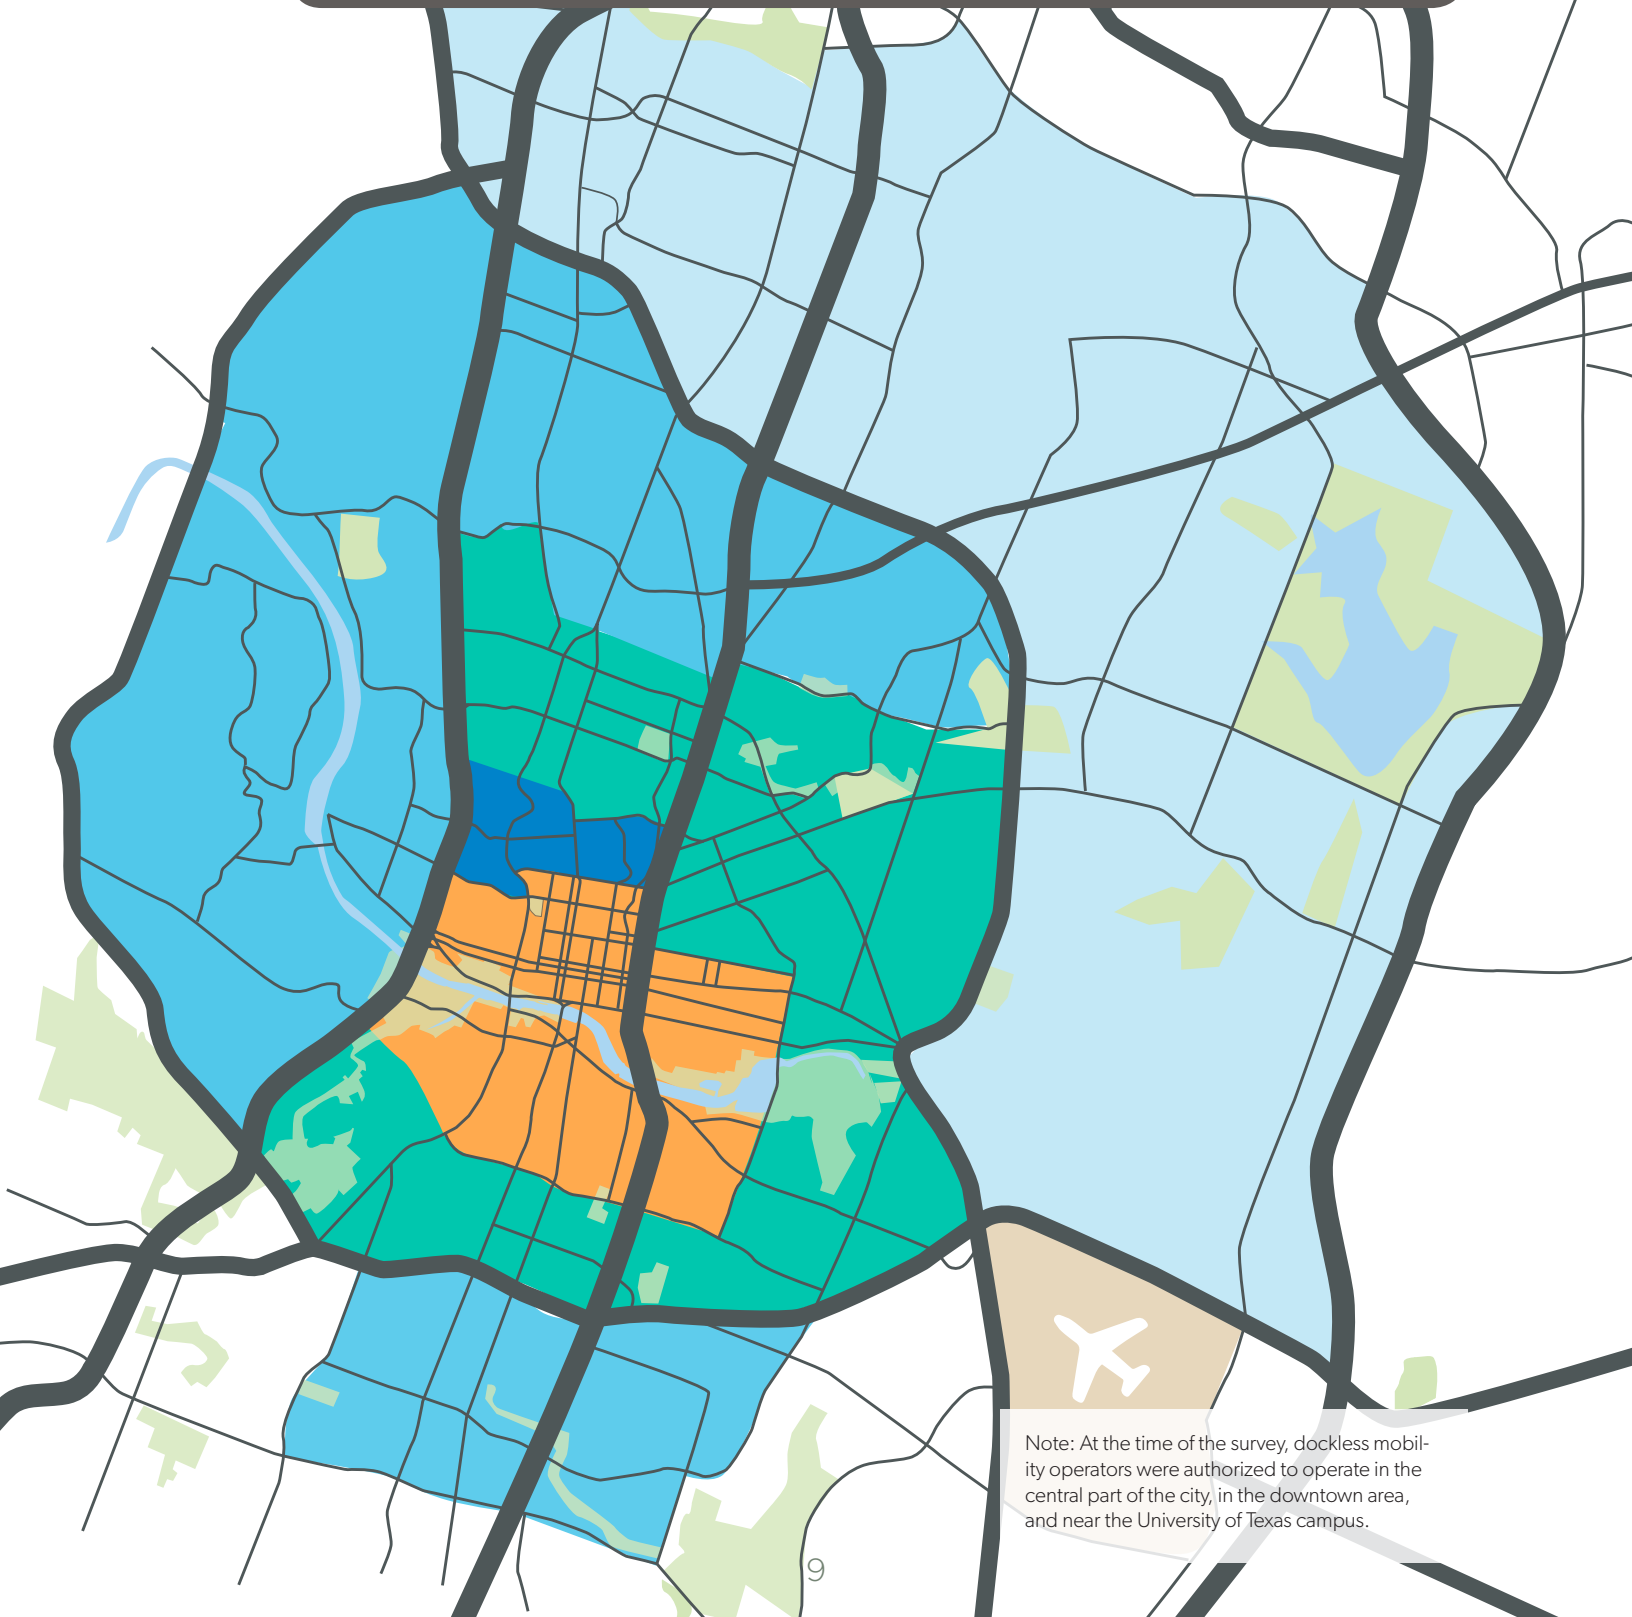 Note: At the time of the survey, dockless mobil-
ity operators were authorized to operate in the
central part of the city, in the downtown area,
and near the University of Texas campus.
9